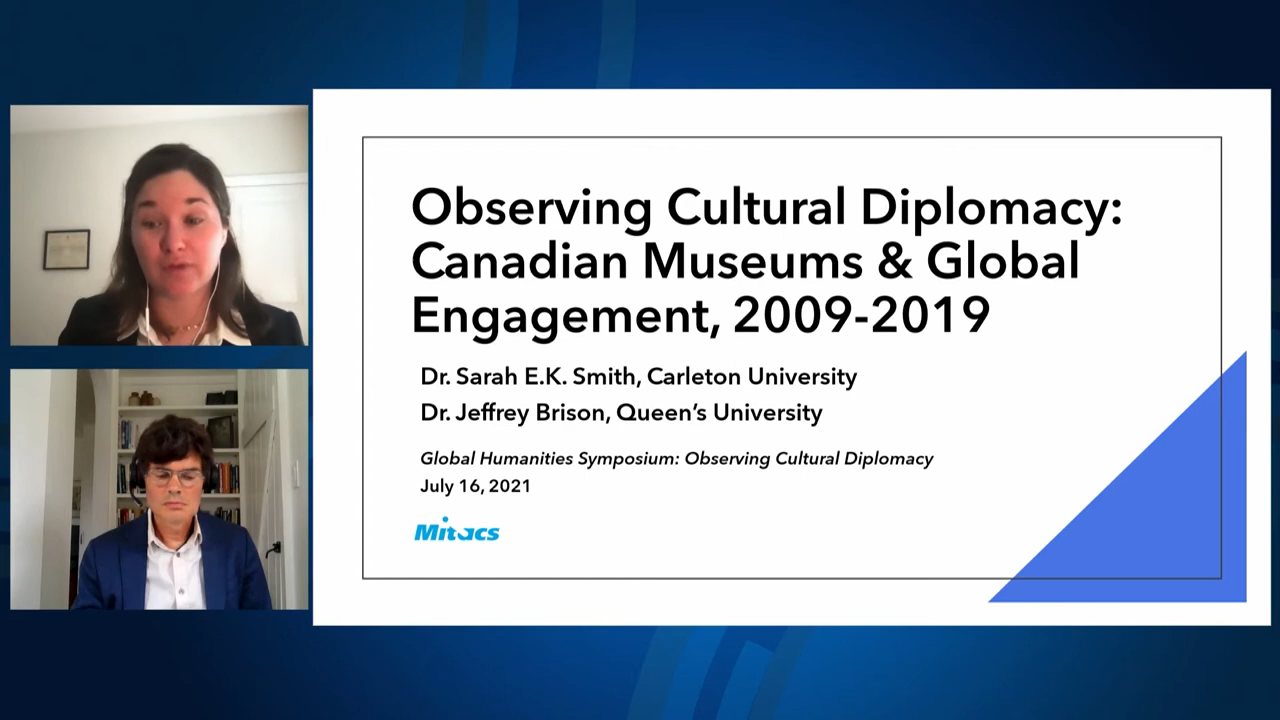 Observing Cultural Diplomacy:
Canadian Museums & Global
Engagement, 2009-2019
Dr. Sarah E.K. Smith, Carleton University
Dr. Jeffrey Brison, Queen's University
Global Humanities Symposium: Observing Cultural Diplomacy
July 16, 2021
Mitacs